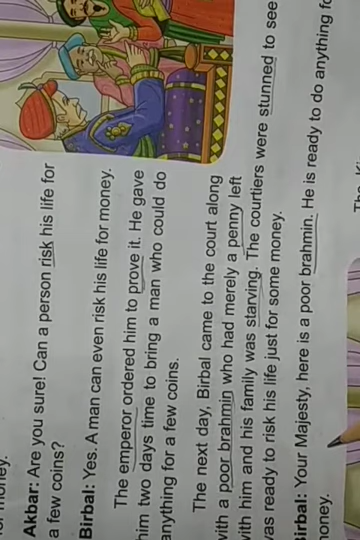 money.
Akbar: Are you sure! Can a person risk his life for
a few coins?
Birbal: Yes. A man can even risk his life for money.
The emperor ordered him to prove it. He gave
him two days time to bring a man who could do
anything for a few coins.
The next day, Birbal came to the court along
with a poor brahmin who had merely a penny left
with him and his family was starving. The courtiers were stunned to see
was ready to risk his life just for some money.
Birbal: Your Majesty, here is a poor brahmin. He is ready to do anything
money.